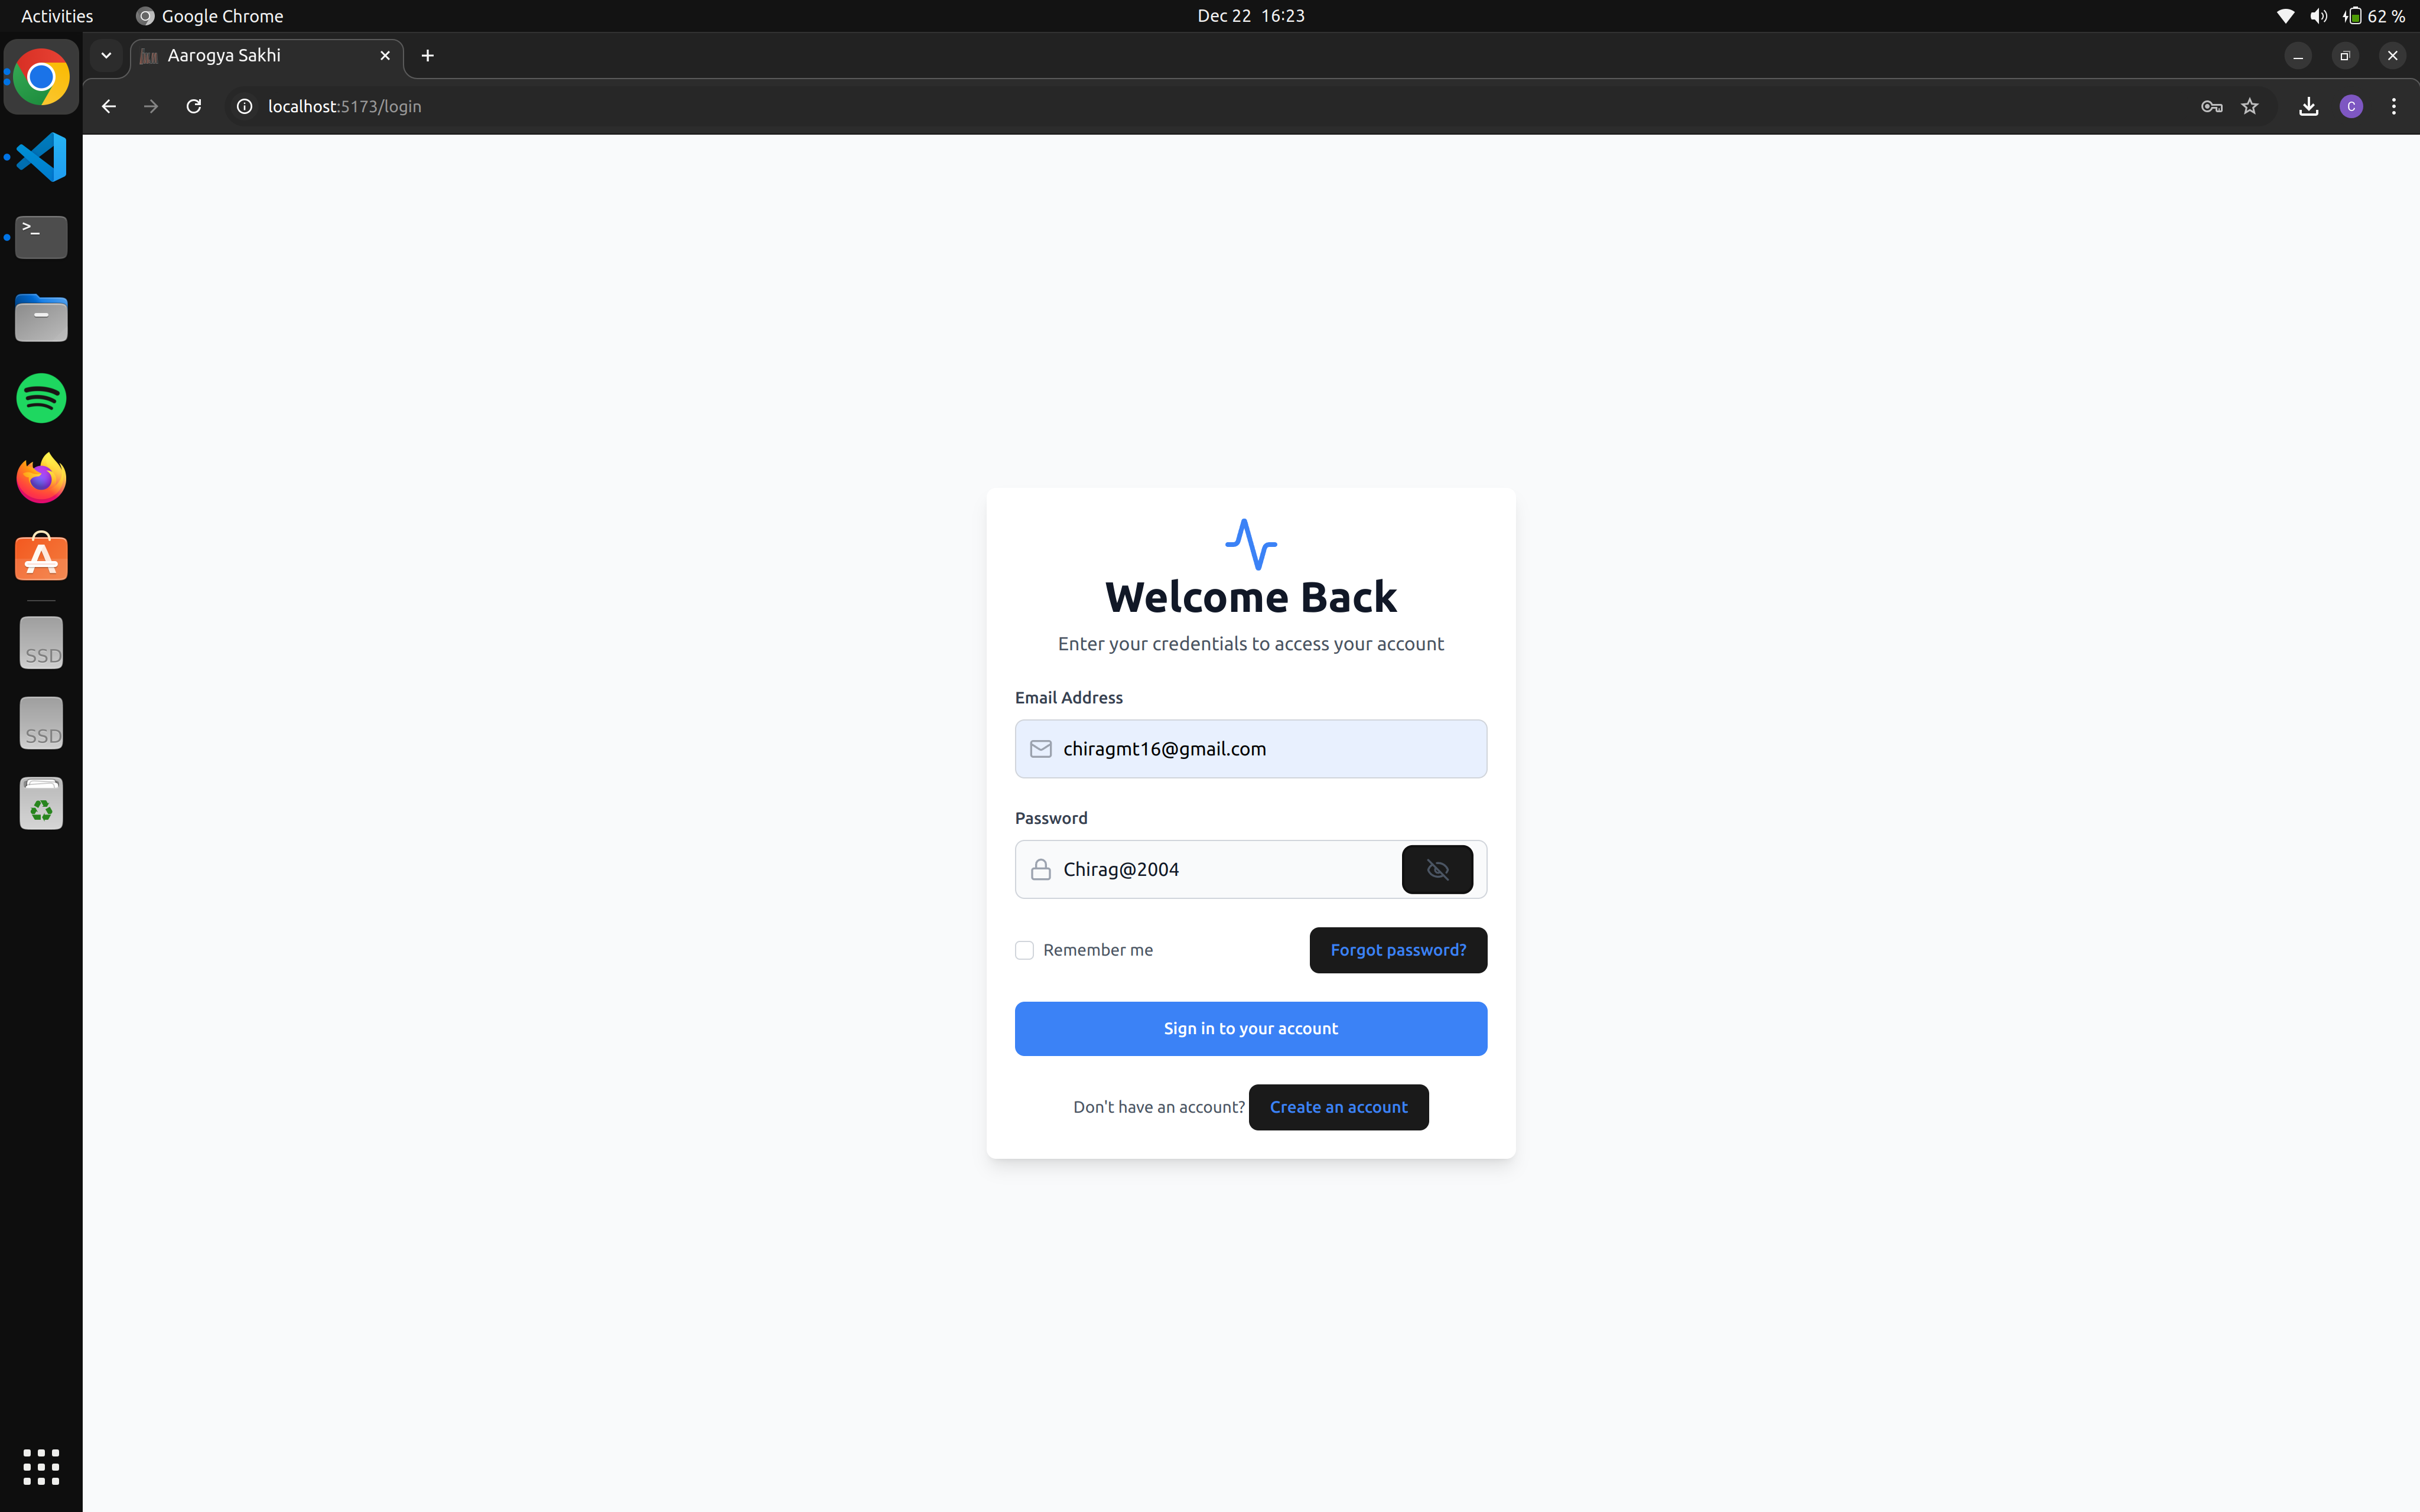 Activities Google Chrome Dec 22 16:23 62 %
Aarogya Sakhi
localhost:5173/login C
>_
SSD
SSD
Welcome Back
Enter your credentials to access your account
Email Address
chiragmt16@gmail.com
Password
Chirag@2004
Remember me Forgot password?
Sign in to your account
Don't have an account? Create an account